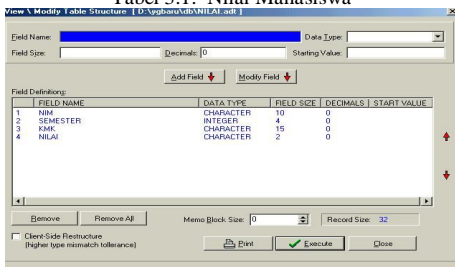 Tabel 3.1. Nilai Mahasiswa
View \ Modify Table Structure [ D:\ygbaru\db\NILAI.adt ]
Field Name: Data Type:
Field Size: Decimals: 0 Starting Value:
Add Field Modify Field
Field Definitions:
FIELD NAME DATA TYPE FIELD SIZE DECIMALS START VALUE
1 NIM CHARACTER 10 0
2 SEMESTER INTEGER 4 0
3 KMK CHARACTER 15 0
4 NILAI CHARACTER 2 0
Remove Remove All Memo Block Size: 0 Record Size: 32
Client-Side Restructure
(higher type mismatch tollerance)
Print Execute Close